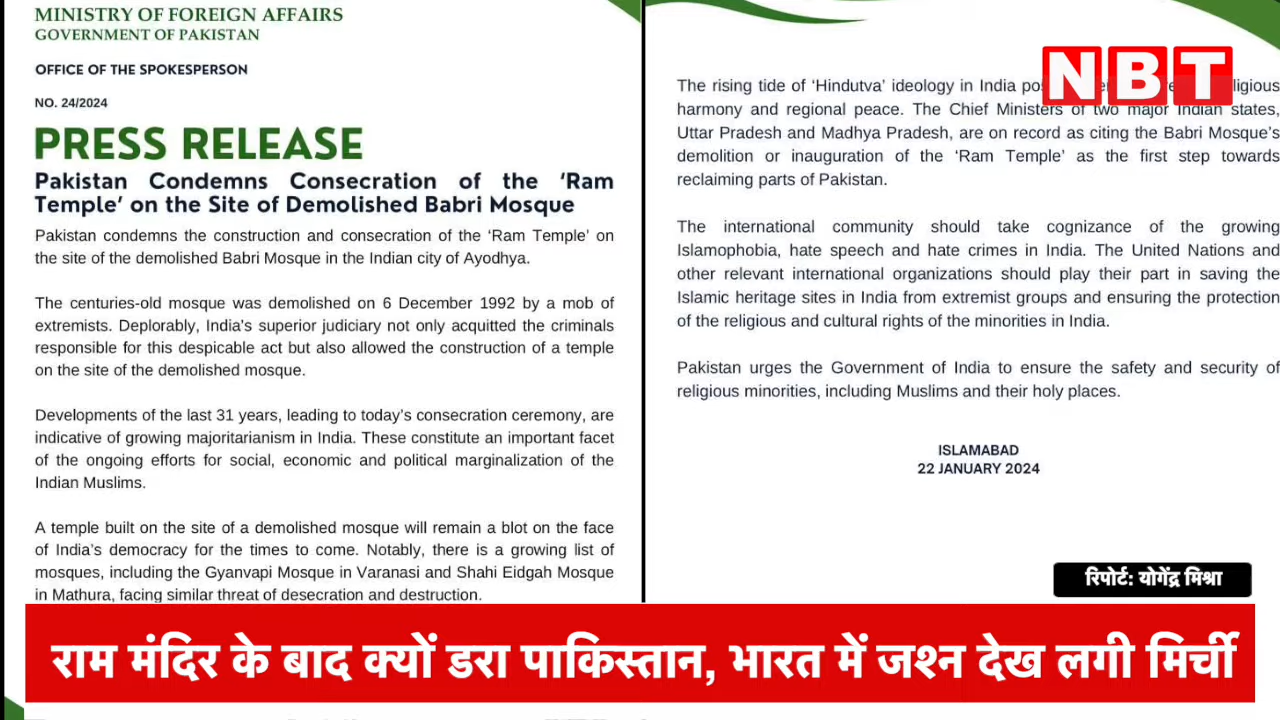 MINISTRY OF FOREIGN AFFAIRS
GOVERNMENT OF PAKISTAN
OFFICE OF THE SPOKESPERSON
NO. 24/2024
PRESS RELEASE
Pakistan Condemns Consecration of the ‘Ram
Temple’ on the Site of Demolished Babri Mosque
Pakistan condemns the construction and consecration of the ‘Ram Temple’ on
the site of the demolished Babri Mosque in the Indian city of Ayodhya.
The centuries-old mosque was demolished on 6 December 1992 by a mob of
extremists. Deplorably, India’s superior judiciary not only acquitted the criminals
responsible for this despicable act but also allowed the construction of a temple
on the site of the demolished mosque.
Developments of the last 31 years, leading to today’s consecration ceremony, are
indicative of growing majoritarianism in India. These constitute an important facet
of the ongoing efforts for social, economic and political marginalization of the
Indian Muslims.
A temple built on the site of a demolished mosque will remain a blot on the face
of India’s democracy for the times to come. Notably, there is a growing list of
mosques, including the Gyanvapi Mosque in Varanasi and Shahi Eidgah Mosque
in Mathura, facing similar threat of desecration and destruction.
NBT
The rising tide of ‘Hindutva’ ideology in India
harmony and regional peace. The Chief Ministers of two major Indian states,
Uttar Pradesh and Madhya Pradesh, are on record as citing the Babri Mosque’s
demolition or inauguration of the ‘Ram Temple’ as the first step towards
reclaiming parts of Pakistan.
The international community should take cognizance of the growing
Islamophobia, hate speech and hate crimes in India. The United Nations and
other relevant international organizations should play their part in saving the
Islamic heritage sites in India from extremist groups and ensuring the protection
of the religious and cultural rights of the minorities in India.
Pakistan urges the Government of India to ensure the safety and security of
religious minorities, including Muslims and their holy places.
ISLAMABAD
22 JANUARY 2024
रिपोर्ट: योगेंद्र मिश्रा
राम मंदिर के बाद क्यों डरा पाकिस्तान, भारत में जश्न देख लगी मिर्ची